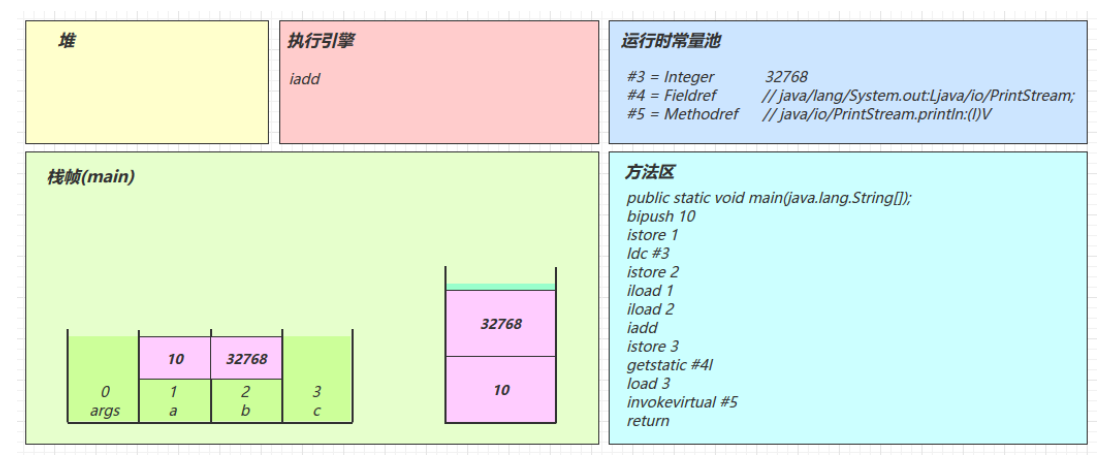 堆
执行引擎
iadd
运行时常量池
#3 = Integer 32768
#4 = Fieldref // java/lang/System.out:Ljava/io/PrintStream;
#5 = Methodref // java/io/PrintStream.println:(I)V
栈帧(main)
32768
10
10 32768
0 1 2 3
args a b c
方法区
public static void main(java.lang.String[]);
bipush 10
istore 1
ldc #3
istore 2
iload 1
iload 2
iadd
istore 3
getstatic #4I
load 3
invokevirtual #5
return